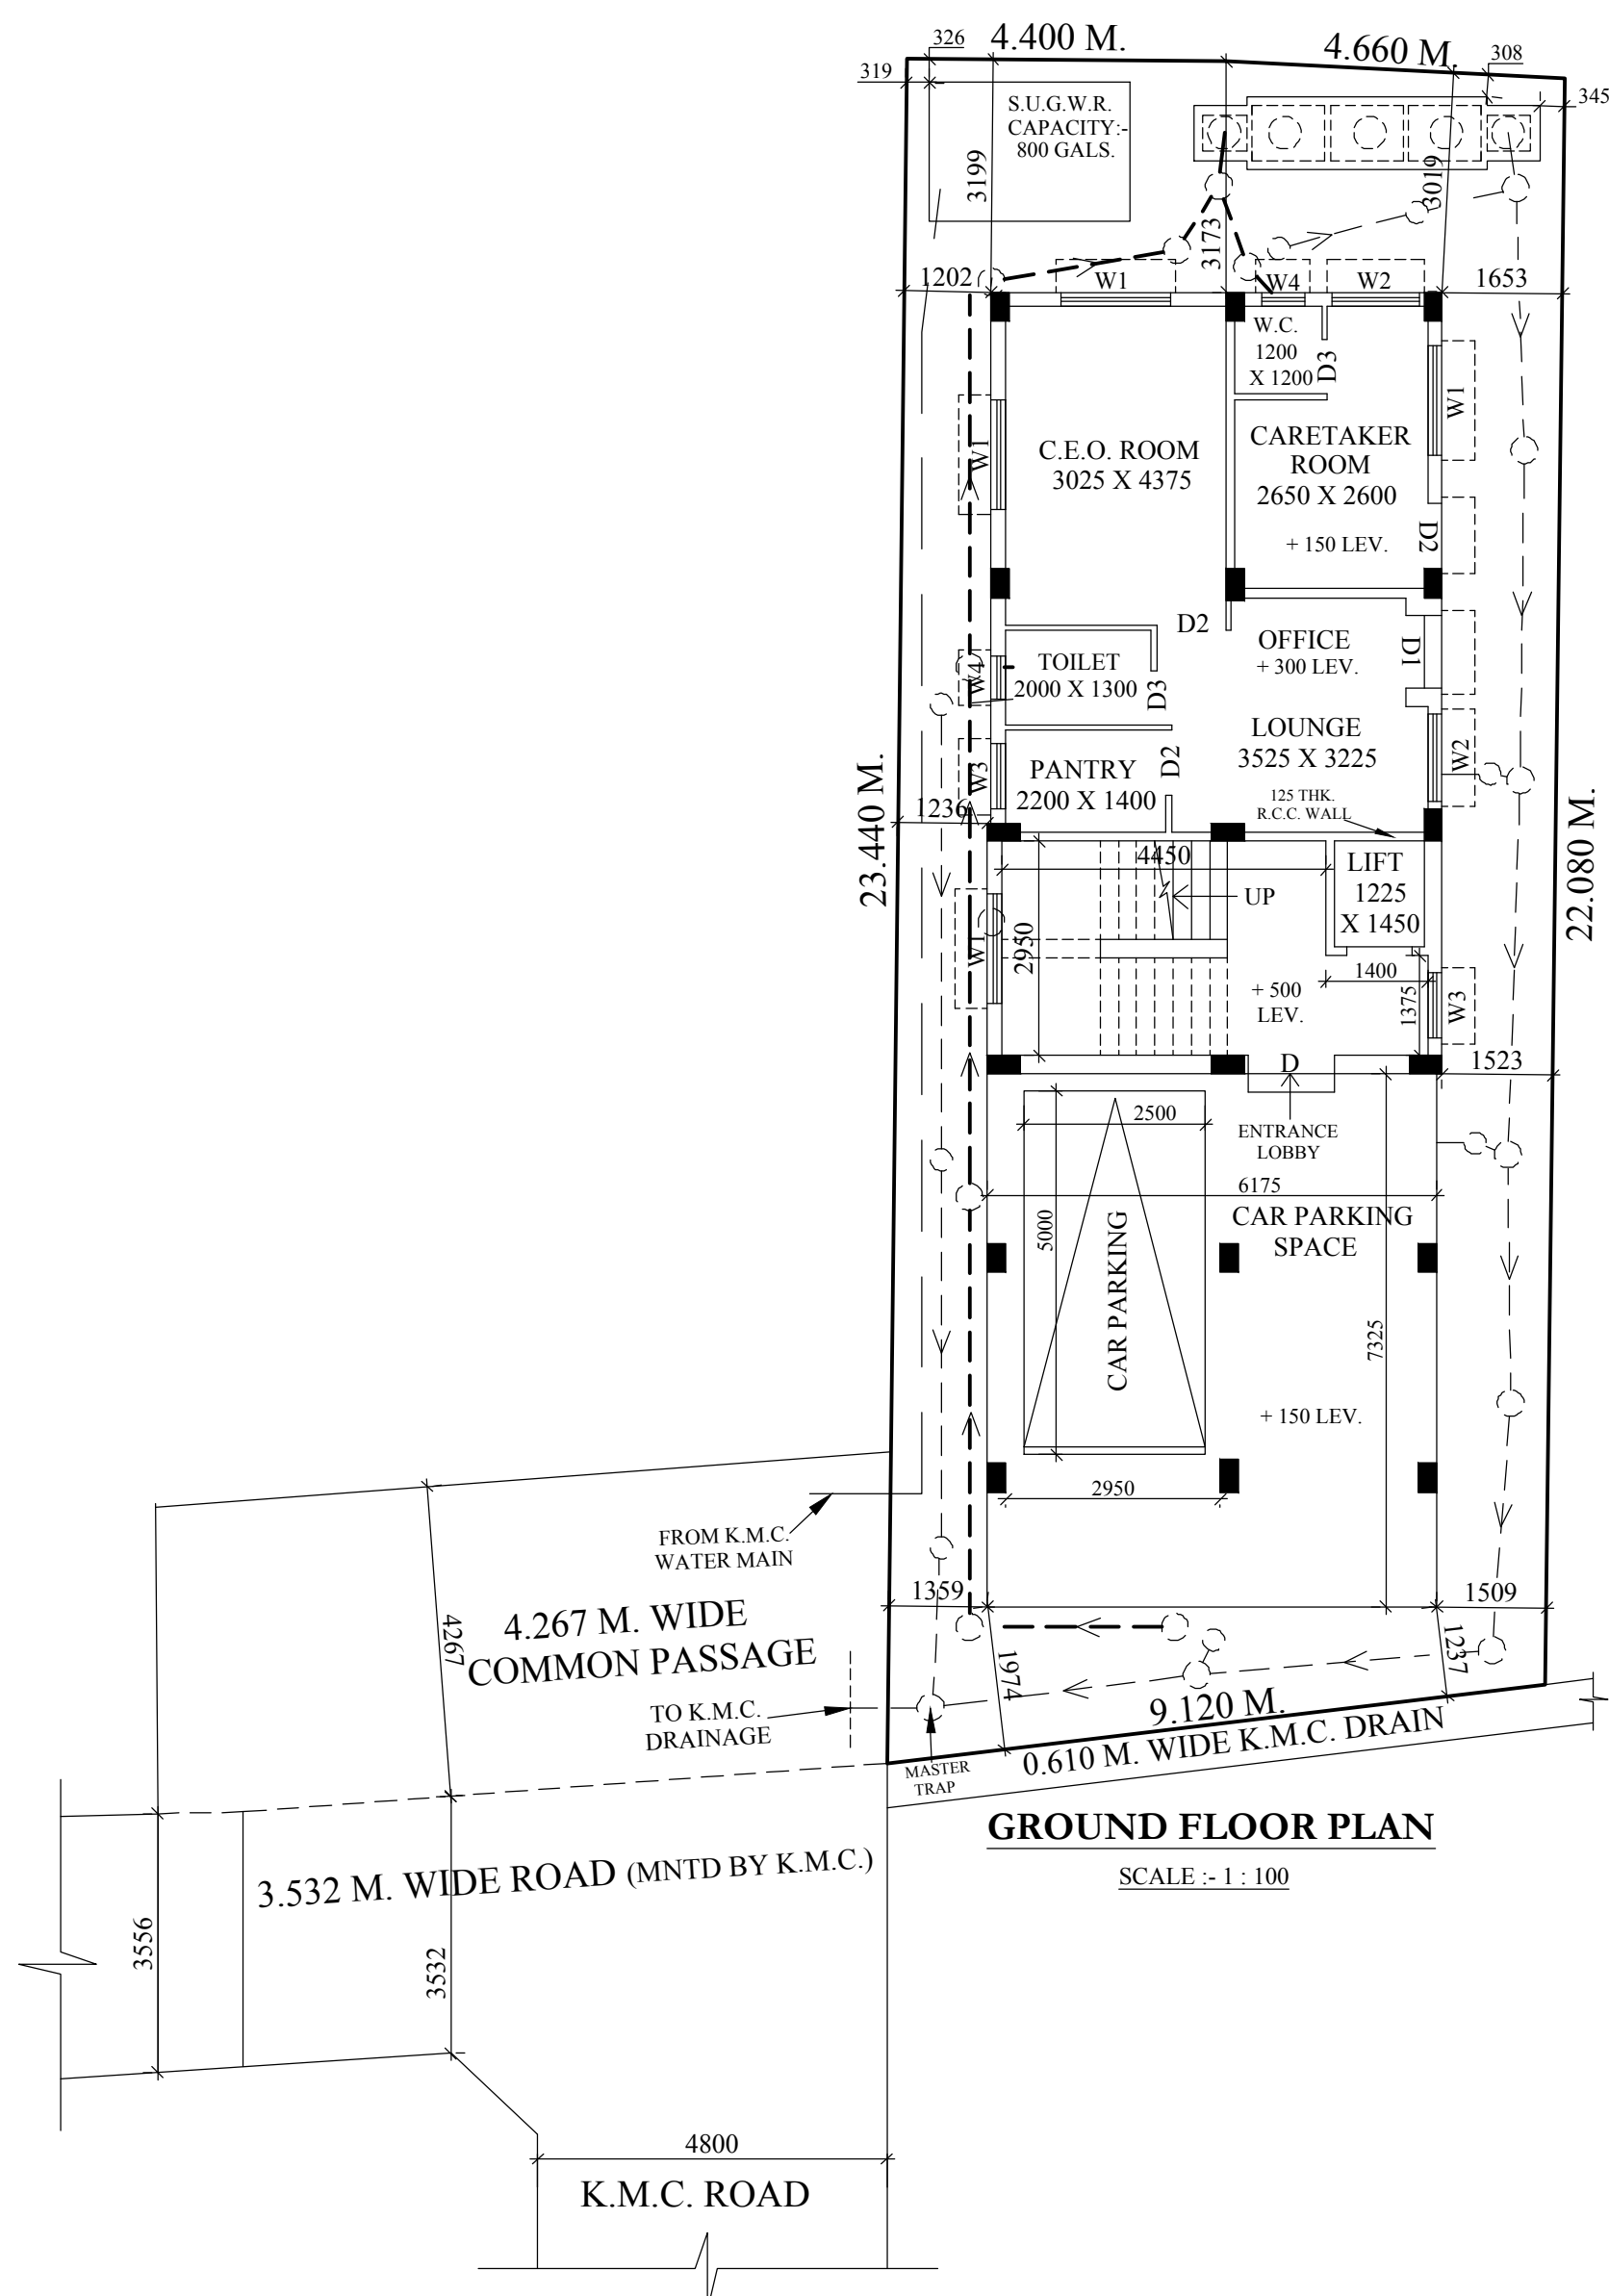 326
4.400 M.
4.660 M.
308
319
345
S.U.G.W.R.
CAPACITY:-
800 GALS.
3199
3173
3019
1202
W1
W4
W2
1653
W.C.
1200
X 1200
D3
W1
W1
C.E.O. ROOM
3025 X 4375
CARETAKER
ROOM
2650 X 2600
+ 150 LEV.
D2
D2
OFFICE
+ 300 LEV.
D1
TOILET
2000 X 1300
W4
D3
LOUNGE
3525 X 3225
W2
PANTRY
2200 X 1400
W3
D2
125 THK.
R.C.C. WALL
23.440 M.
1236
22.080 M.
4450
LIFT
1225
X 1450
UP
W1
2950
1400
+ 500
LEV.
1375
W3
D
1523
2500
ENTRANCE
LOBBY
6175
5000
CAR PARKING
CAR PARKING
SPACE
7325
+ 150 LEV.
2950
FROM K.M.C.
WATER MAIN
1359
1509
4.267 M. WIDE
COMMON PASSAGE
4267
1974
1237
TO K.M.C.
DRAINAGE
9.120 M.
0.610 M. WIDE K.M.C. DRAIN
MASTER
TRAP
GROUND FLOOR PLAN
SCALE :- 1 : 100
3.532 M. WIDE ROAD (MNTD BY K.M.C.)
3556
3532
4800
K.M.C. ROAD